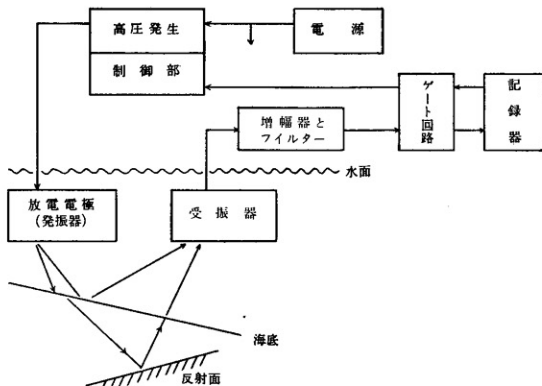 高圧発生
電源
制御部
ゲート回路
記録器
増幅器と
フィルター
水面
放電電極
(発振器)
受振器
海底
反射面